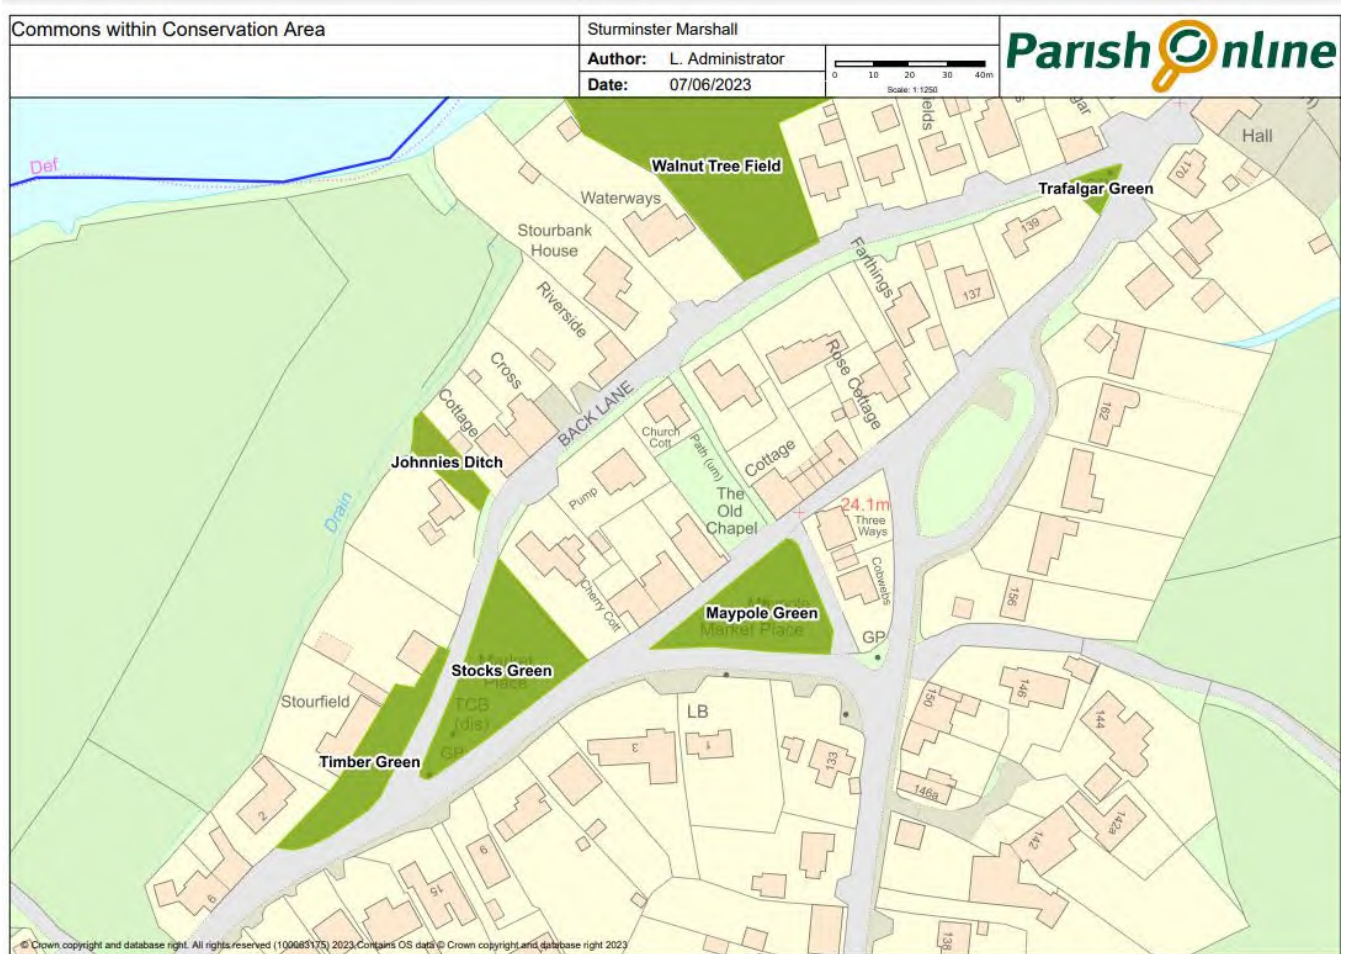 Commons within Conservation Area
Sturminster Marshall
Author: L. Administrator
Date: 07/06/2023
0 10 20 30 40m
Scale: 1:1250
Parish Online
Def
Walnut Tree Field
Hall
170
Trafalgar Green
Waterways
139
Stourbank
House
Farthings
137
Riverside
Rose Cottage
Cross
Cottage
BACK LANE
162
Church
Cott
Path (um)
Cottage
1
Johnnies Ditch
Drain
Pump
The
Old
Chapel
24.1m
Three
Ways
Cobwebs
Cherry Cott
156
Maypole Green
Market Place
GP
Stocks Green
Market
Place
TCB
(dis)
GP
Stourfield
LB
150
146
144
3
1
133
Timber Green
146a
2
142
142a
9
15
6
138
© Crown copyright and database right. All rights reserved (100063175) 2023 Contains OS data © Crown copyright and database right 2023